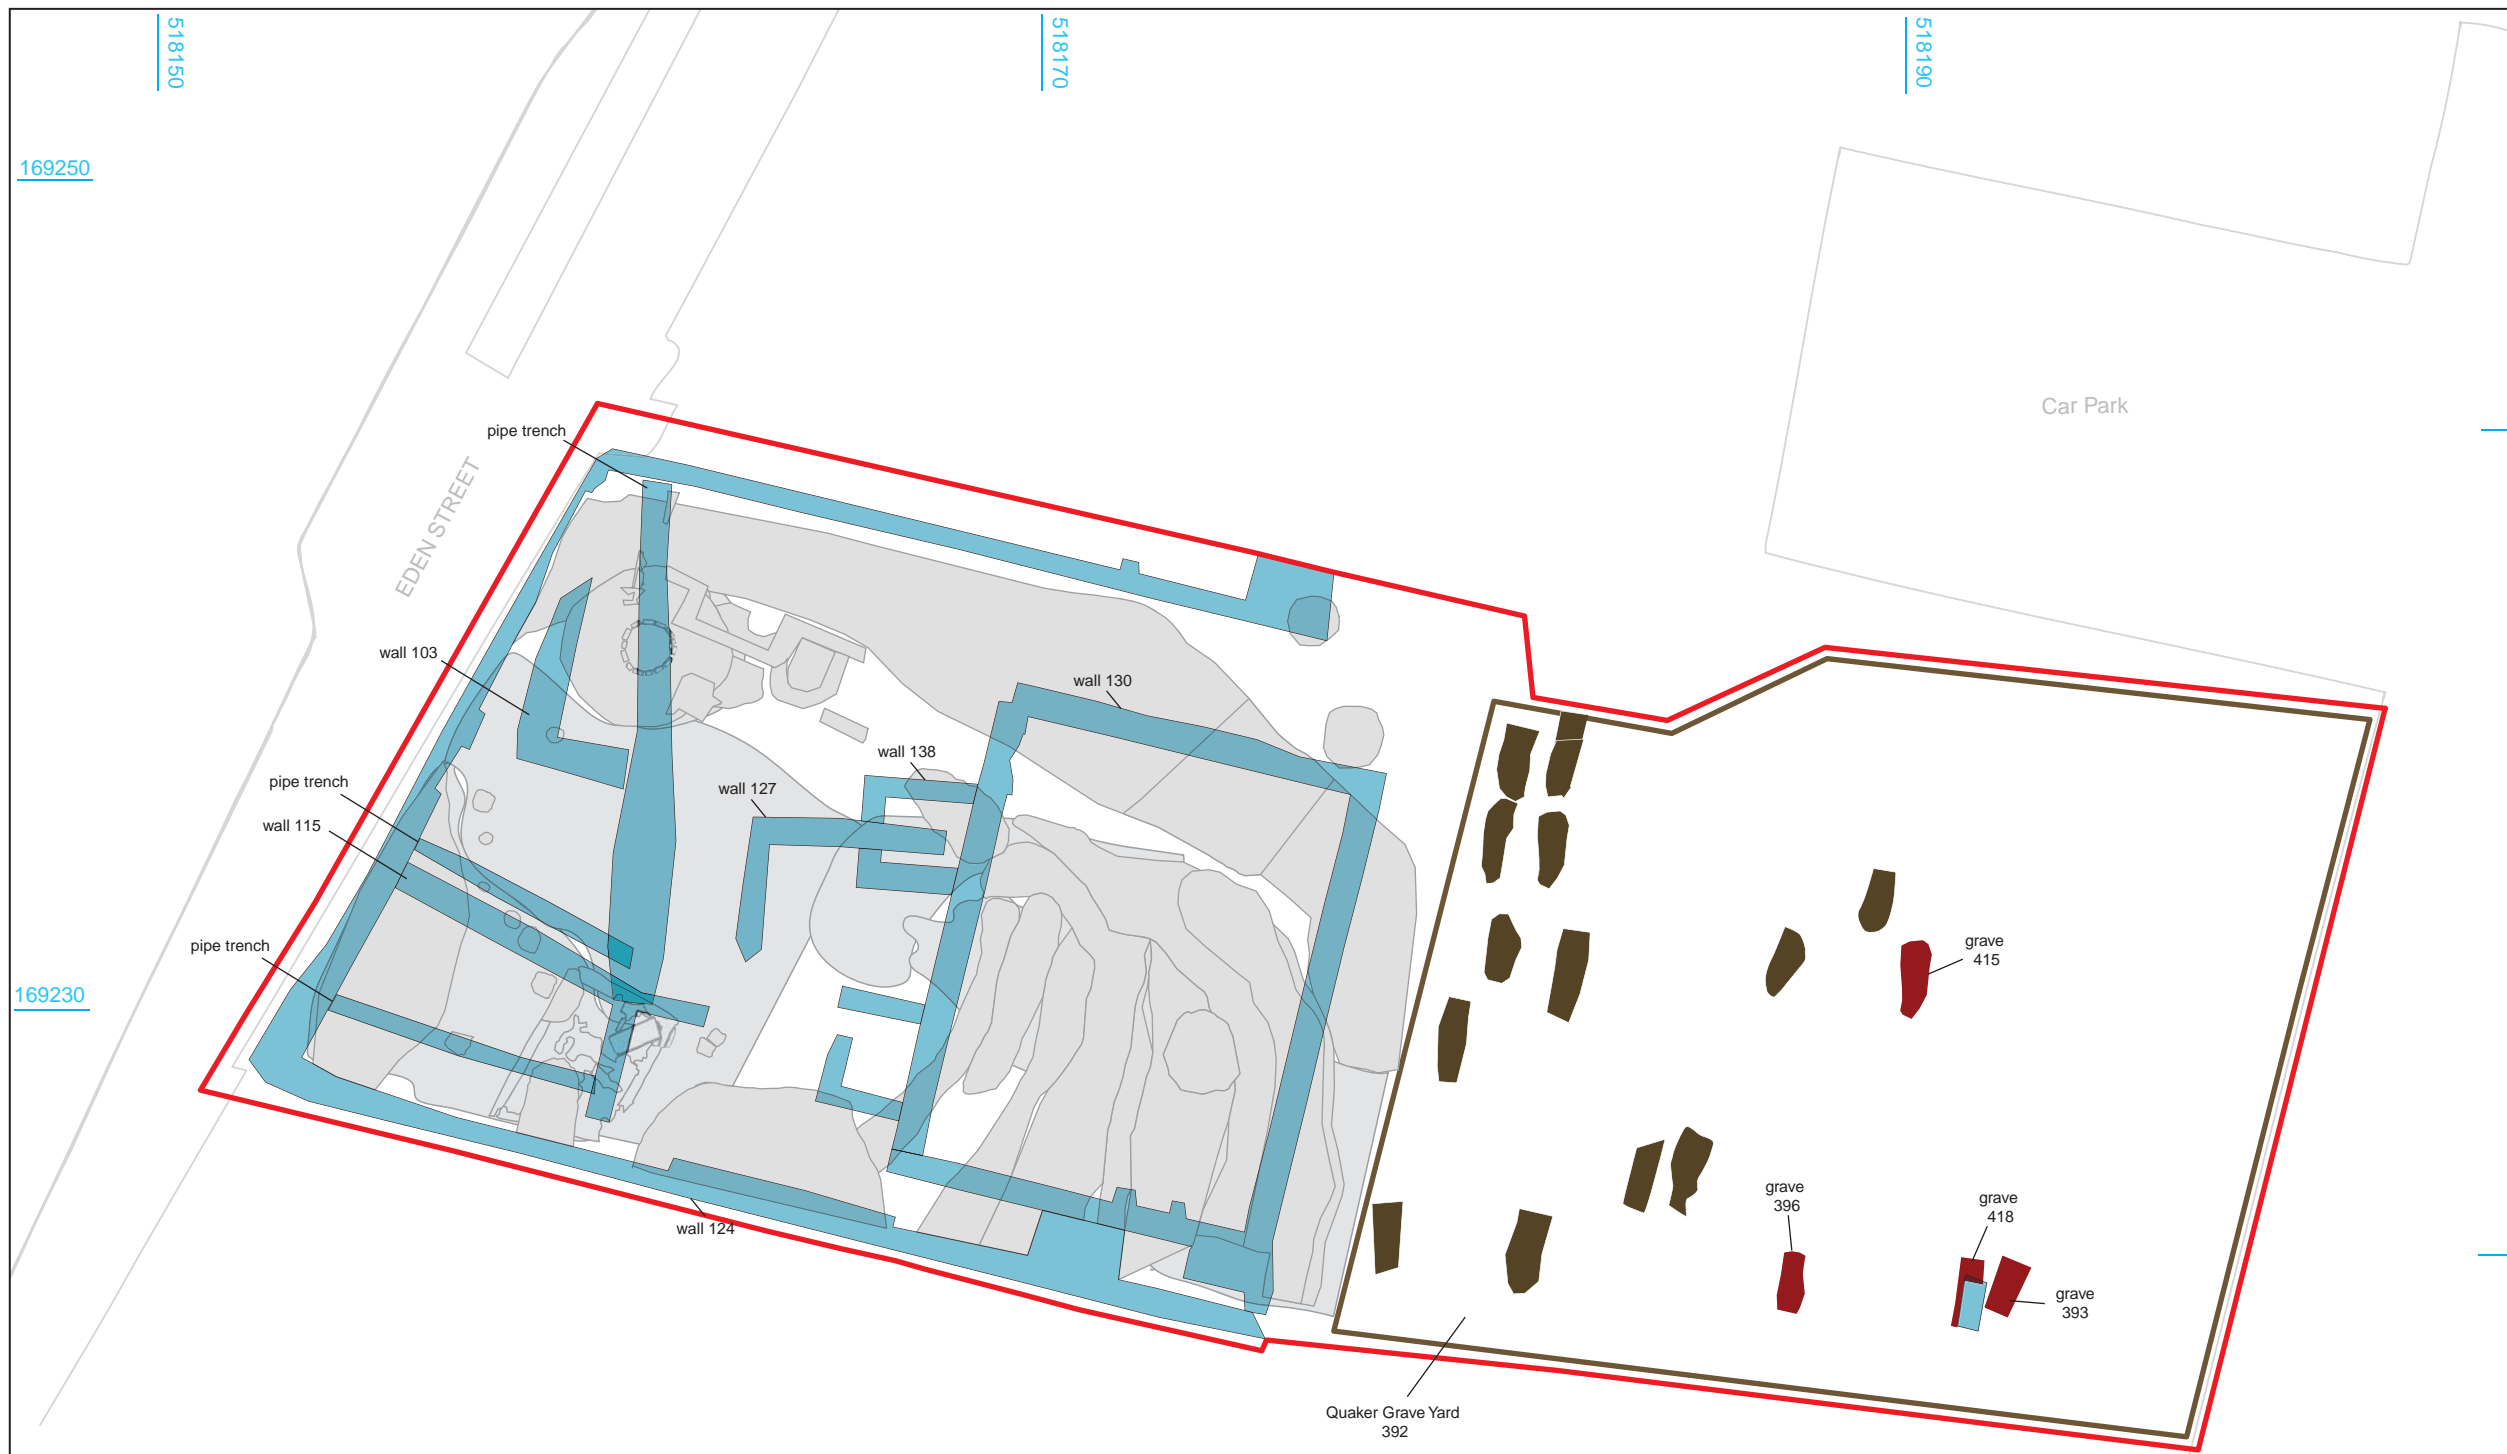 518150
518170
518190
169250
Car Park
pipe trench
EDEN STREET
wall 103
wall 130
wall 138
pipe trench
wall 127
wall 115
pipe trench
grave
415
169230
grave
396
grave
418
wall 124
grave
393
Quaker Grave Yard
392